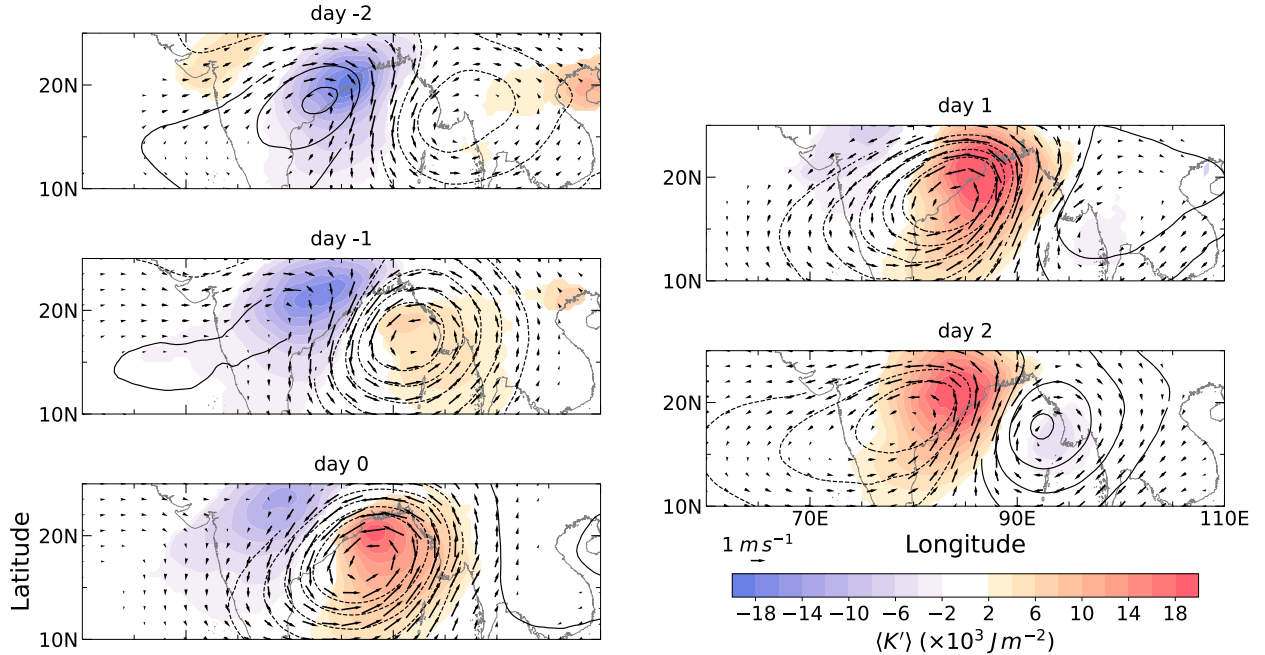 day -2
20N
10N
day -1
20N
10N
day 0
20N
10N
Latitude
day 1
20N
10N
day 2
20N
10N
70E 90E 110E
Longitude
1 m s⁻¹
−18 −14 −10 −6 −2 2 6 10 14 18
⟨K′⟩ (×10³ J m⁻²)